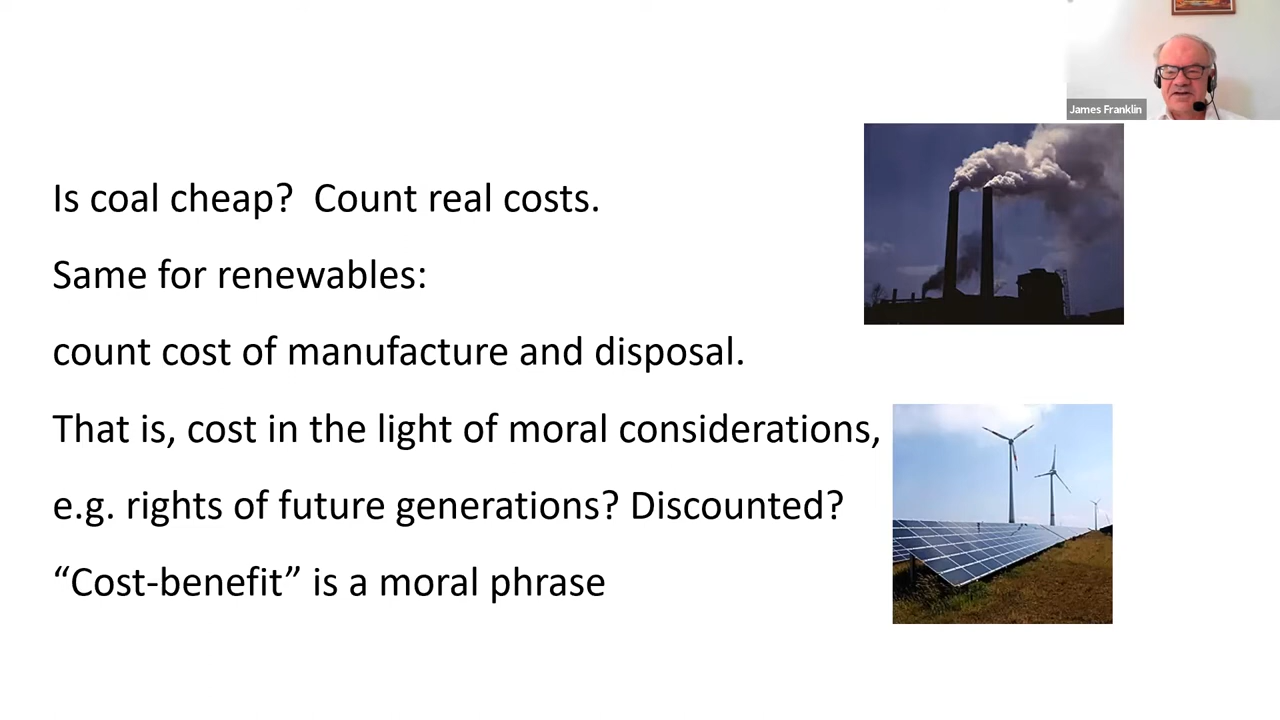 James Franklin
Is coal cheap?  Count real costs.
Same for renewables:
count cost of manufacture and disposal.
That is, cost in the light of moral considerations,
e.g. rights of future generations? Discounted?
“Cost-benefit” is a moral phrase